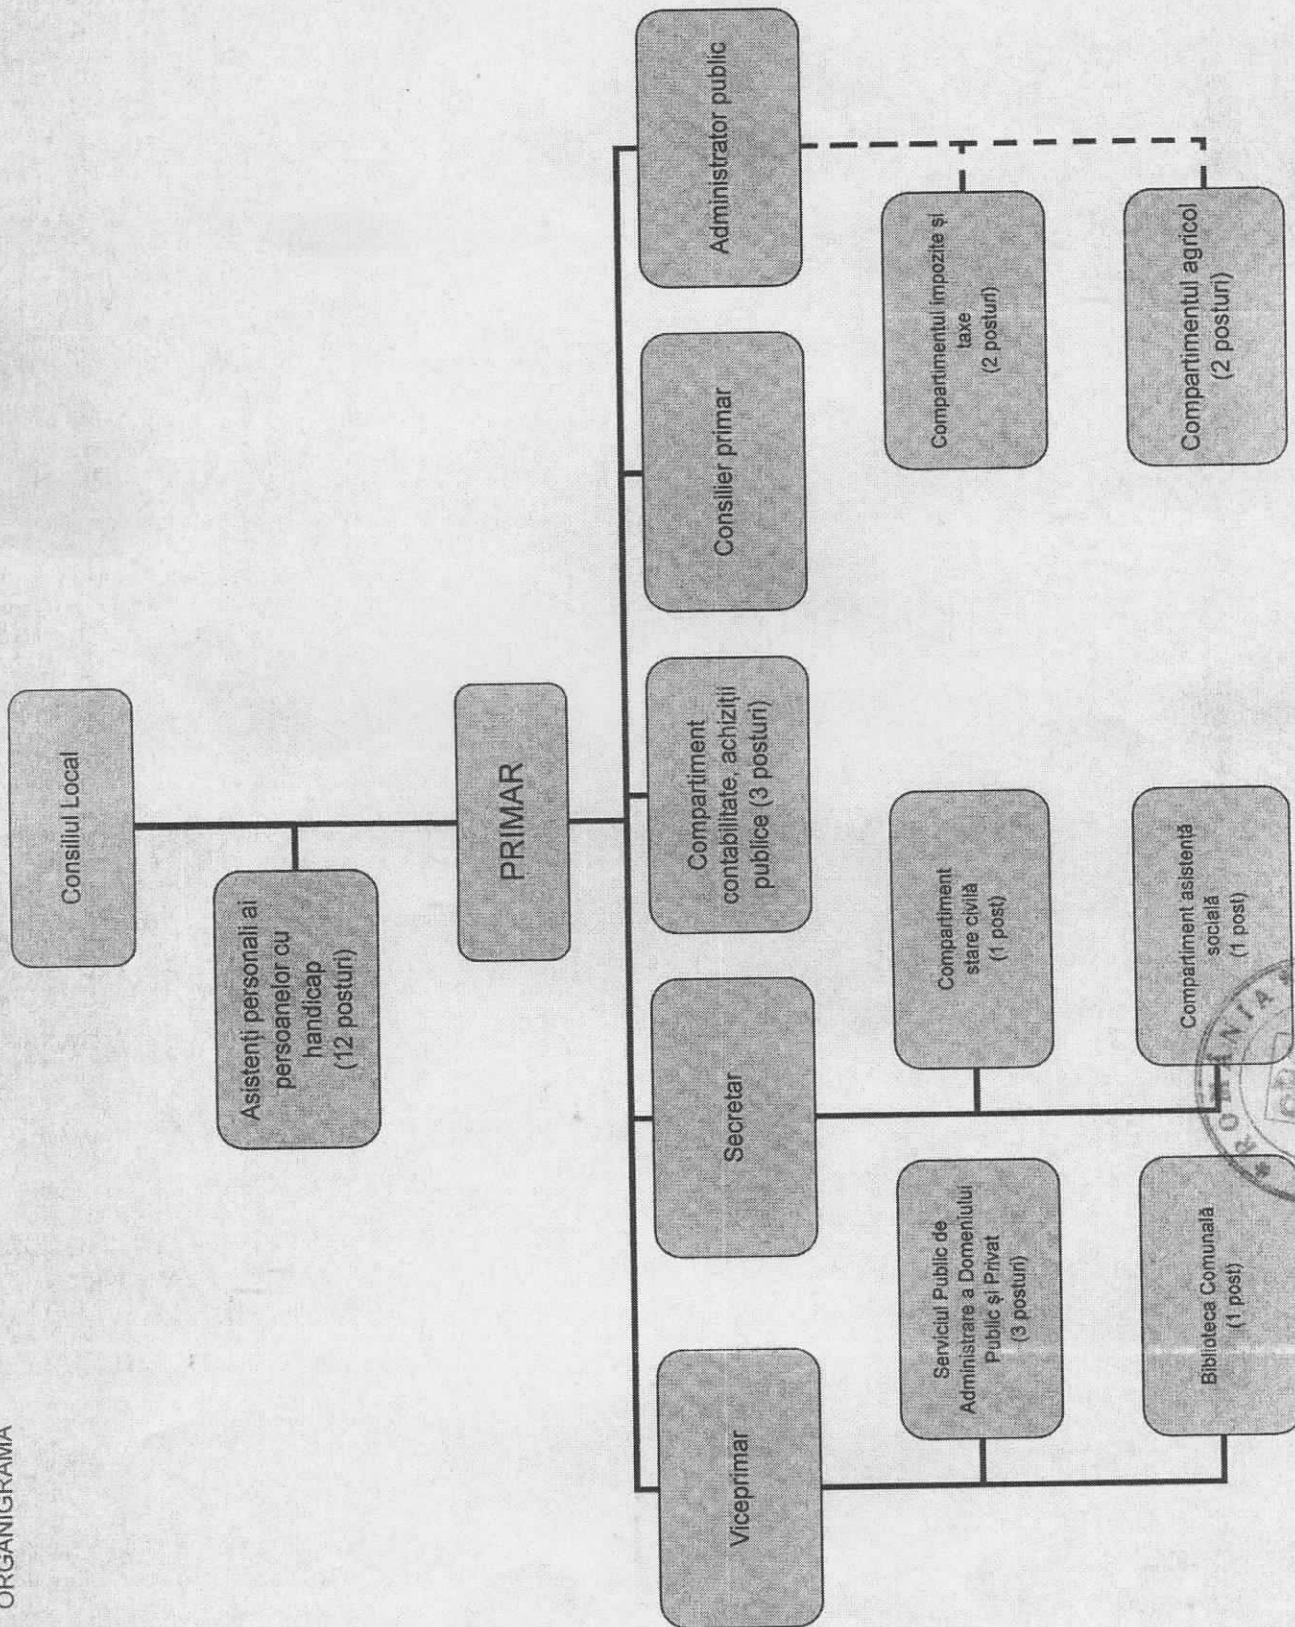 ORGANIGRAMA
Consiliul Local
Asistenți personali ai
persoanelor cu
handicap
(12 posturi)
PRIMAR
Viceprimar
Secretar
Compartiment
contabilitate, achiziții
publice (3 posturi)
Consilier primar
Administrator public
Serviciul Public de
Administrare a Domeniului
Public și Privat
(3 posturi)
Compartiment
stare civilă
(1 post)
Compartimentul impozite și
taxe
(2 posturi)
Biblioteca Comunală
(1 post)
Compartiment asistență
socială
(1 post)
Compartimentul agricol
(2 posturi)
* ROMÂNIA *